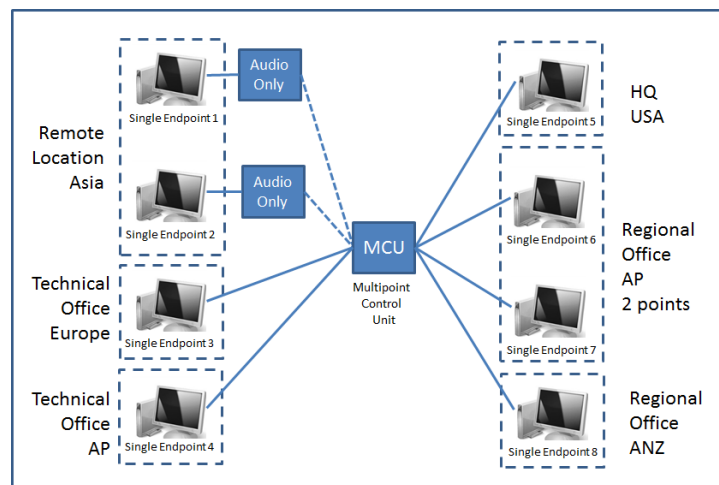 Remote
Location
Asia
Single Endpoint 1
Audio
Only
Single Endpoint 2
Audio
Only
Technical
Office
Europe
Single Endpoint 3
Technical
Office
AP
Single Endpoint 4
MCU
Multipoint
Control
Unit
Single Endpoint 5
HQ
USA
Single Endpoint 6
Regional
Office
AP
2 points
Single Endpoint 7
Single Endpoint 8
Regional
Office
ANZ